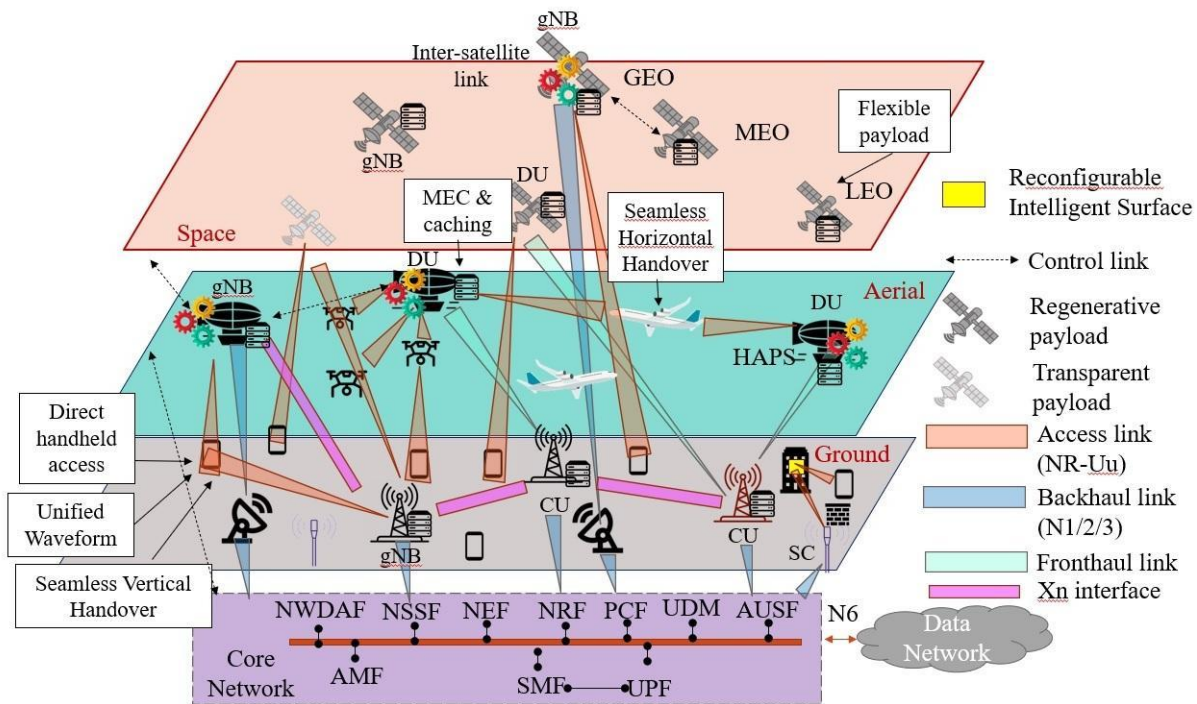 gNB
Inter-satellite
link
GEO
MEO
Flexible
payload
gNB
DU
LEO
MEC &
caching
Seamless
Horizontal
Handover
Space
Reconfigurable
Intelligent Surface
Control link
gNB
DU
Aerial
DU
HAPS
Regenerative
payload
Transparent
payload
Direct
handheld
access
Ground
Access link
(NR-Uu)
Unified
Waveform
CU
gNB
CU
SC
Backhaul link
(N1/2/3)
Seamless Vertical
Handover
Fronthaul link
Xn interface
NWDAF
NSSF
NEF
NRF
PCF
UDM
AUSF
N6
Data
Network
Core
Network
AMF
SMF
UPF